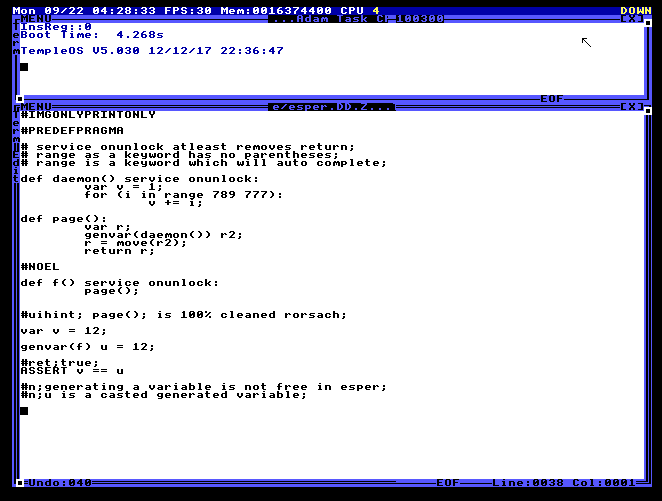 Mon 09/22 04:28:33 FPS:30 Mem:0016374400 CPU 4 DOWN
MENU ...Adam Task C 100300 [X]
InsReg::0
Boot Time: 4.268s
TempleOS V5.030 12/12/17 22:36:47
EOF
MENU e/esper.DD.Z... [X]
#IMGONLYPRINTONLY
#PREDEFPRAGMA
# service onunlock atleast removes return;
# range as a keyword has no parentheses;
# range is a keyword which will auto complete;
def daemon() service onunlock:
var v = 1;
for (i in range 789 777):
v += i;
def page():
var r;
genvar(daemon()) r2;
r = move(r2);
return r;
#NOEL
def f() service onunlock:
page();
#uihint; page(); is 100% cleaned rorsach;
var v = 12;
genvar(f) u = 12;
#ret;true;
ASSERT v == u
#n;generating a variable is not free in esper;
#n;u is a casted generated variable;
Undo:040 EOF Line:0038 Col:0001